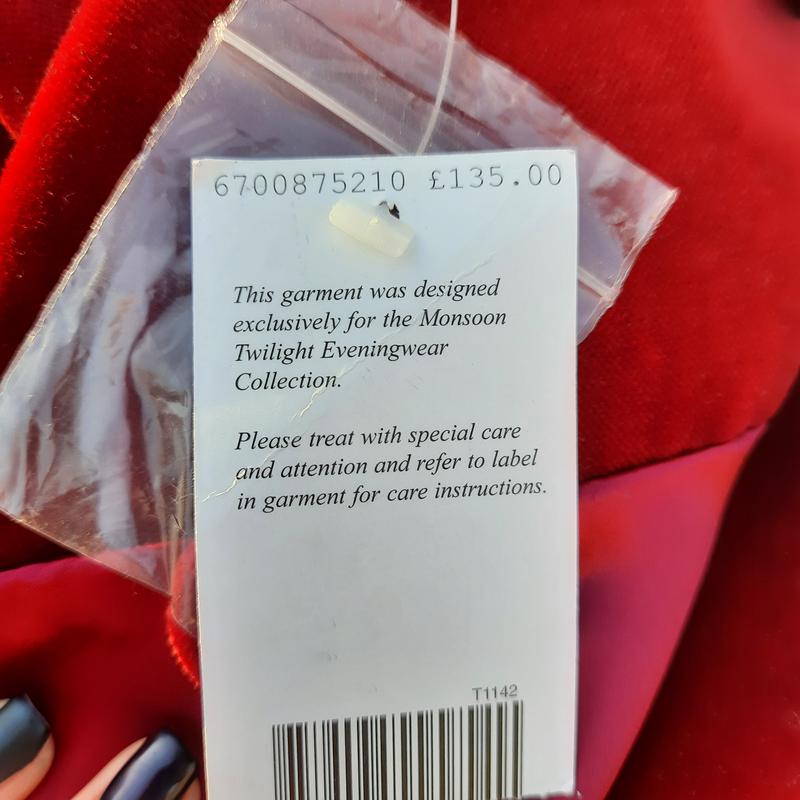 6700875210 £135.00
This garment was designed
exclusively for the Monsoon
Twilight Eveningwear
Collection.
Please treat with special care
and attention and refer to label
in garment for care instructions.
T1142